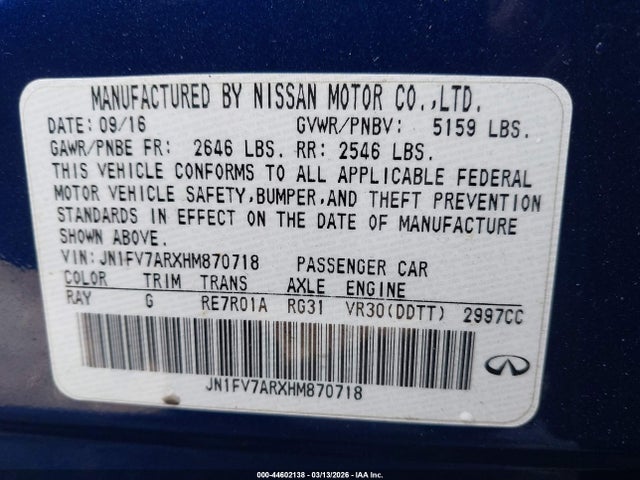 MANUFACTURED BY NISSAN MOTOR CO.,LTD.
DATE: 09/16 GVWR/PNBV: 5159 LBS.
GAWR/PNBE FR: 2646 LBS. RR: 2546 LBS.
THIS VEHICLE CONFORMS TO ALL APPLICABLE FEDERAL
MOTOR VEHICLE SAFETY,BUMPER,AND THEFT PREVENTION
STANDARDS IN EFFECT ON THE DATE OF MANUFACTURE
SHOWN ABOVE.
VIN: JN1FV7ARXHM870718 PASSENGER CAR
COLOR TRIM TRANS AXLE ENGINE
RAY G RE7R01A RG31 VR30(DDTT) 2997CC
JN1FV7ARXHM870718
000-44602138 - 03/13/2026 - IAA Inc.